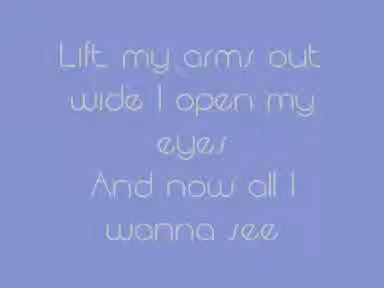 Lift my arms out
wide I open my
eyes
And now all I
wanna see